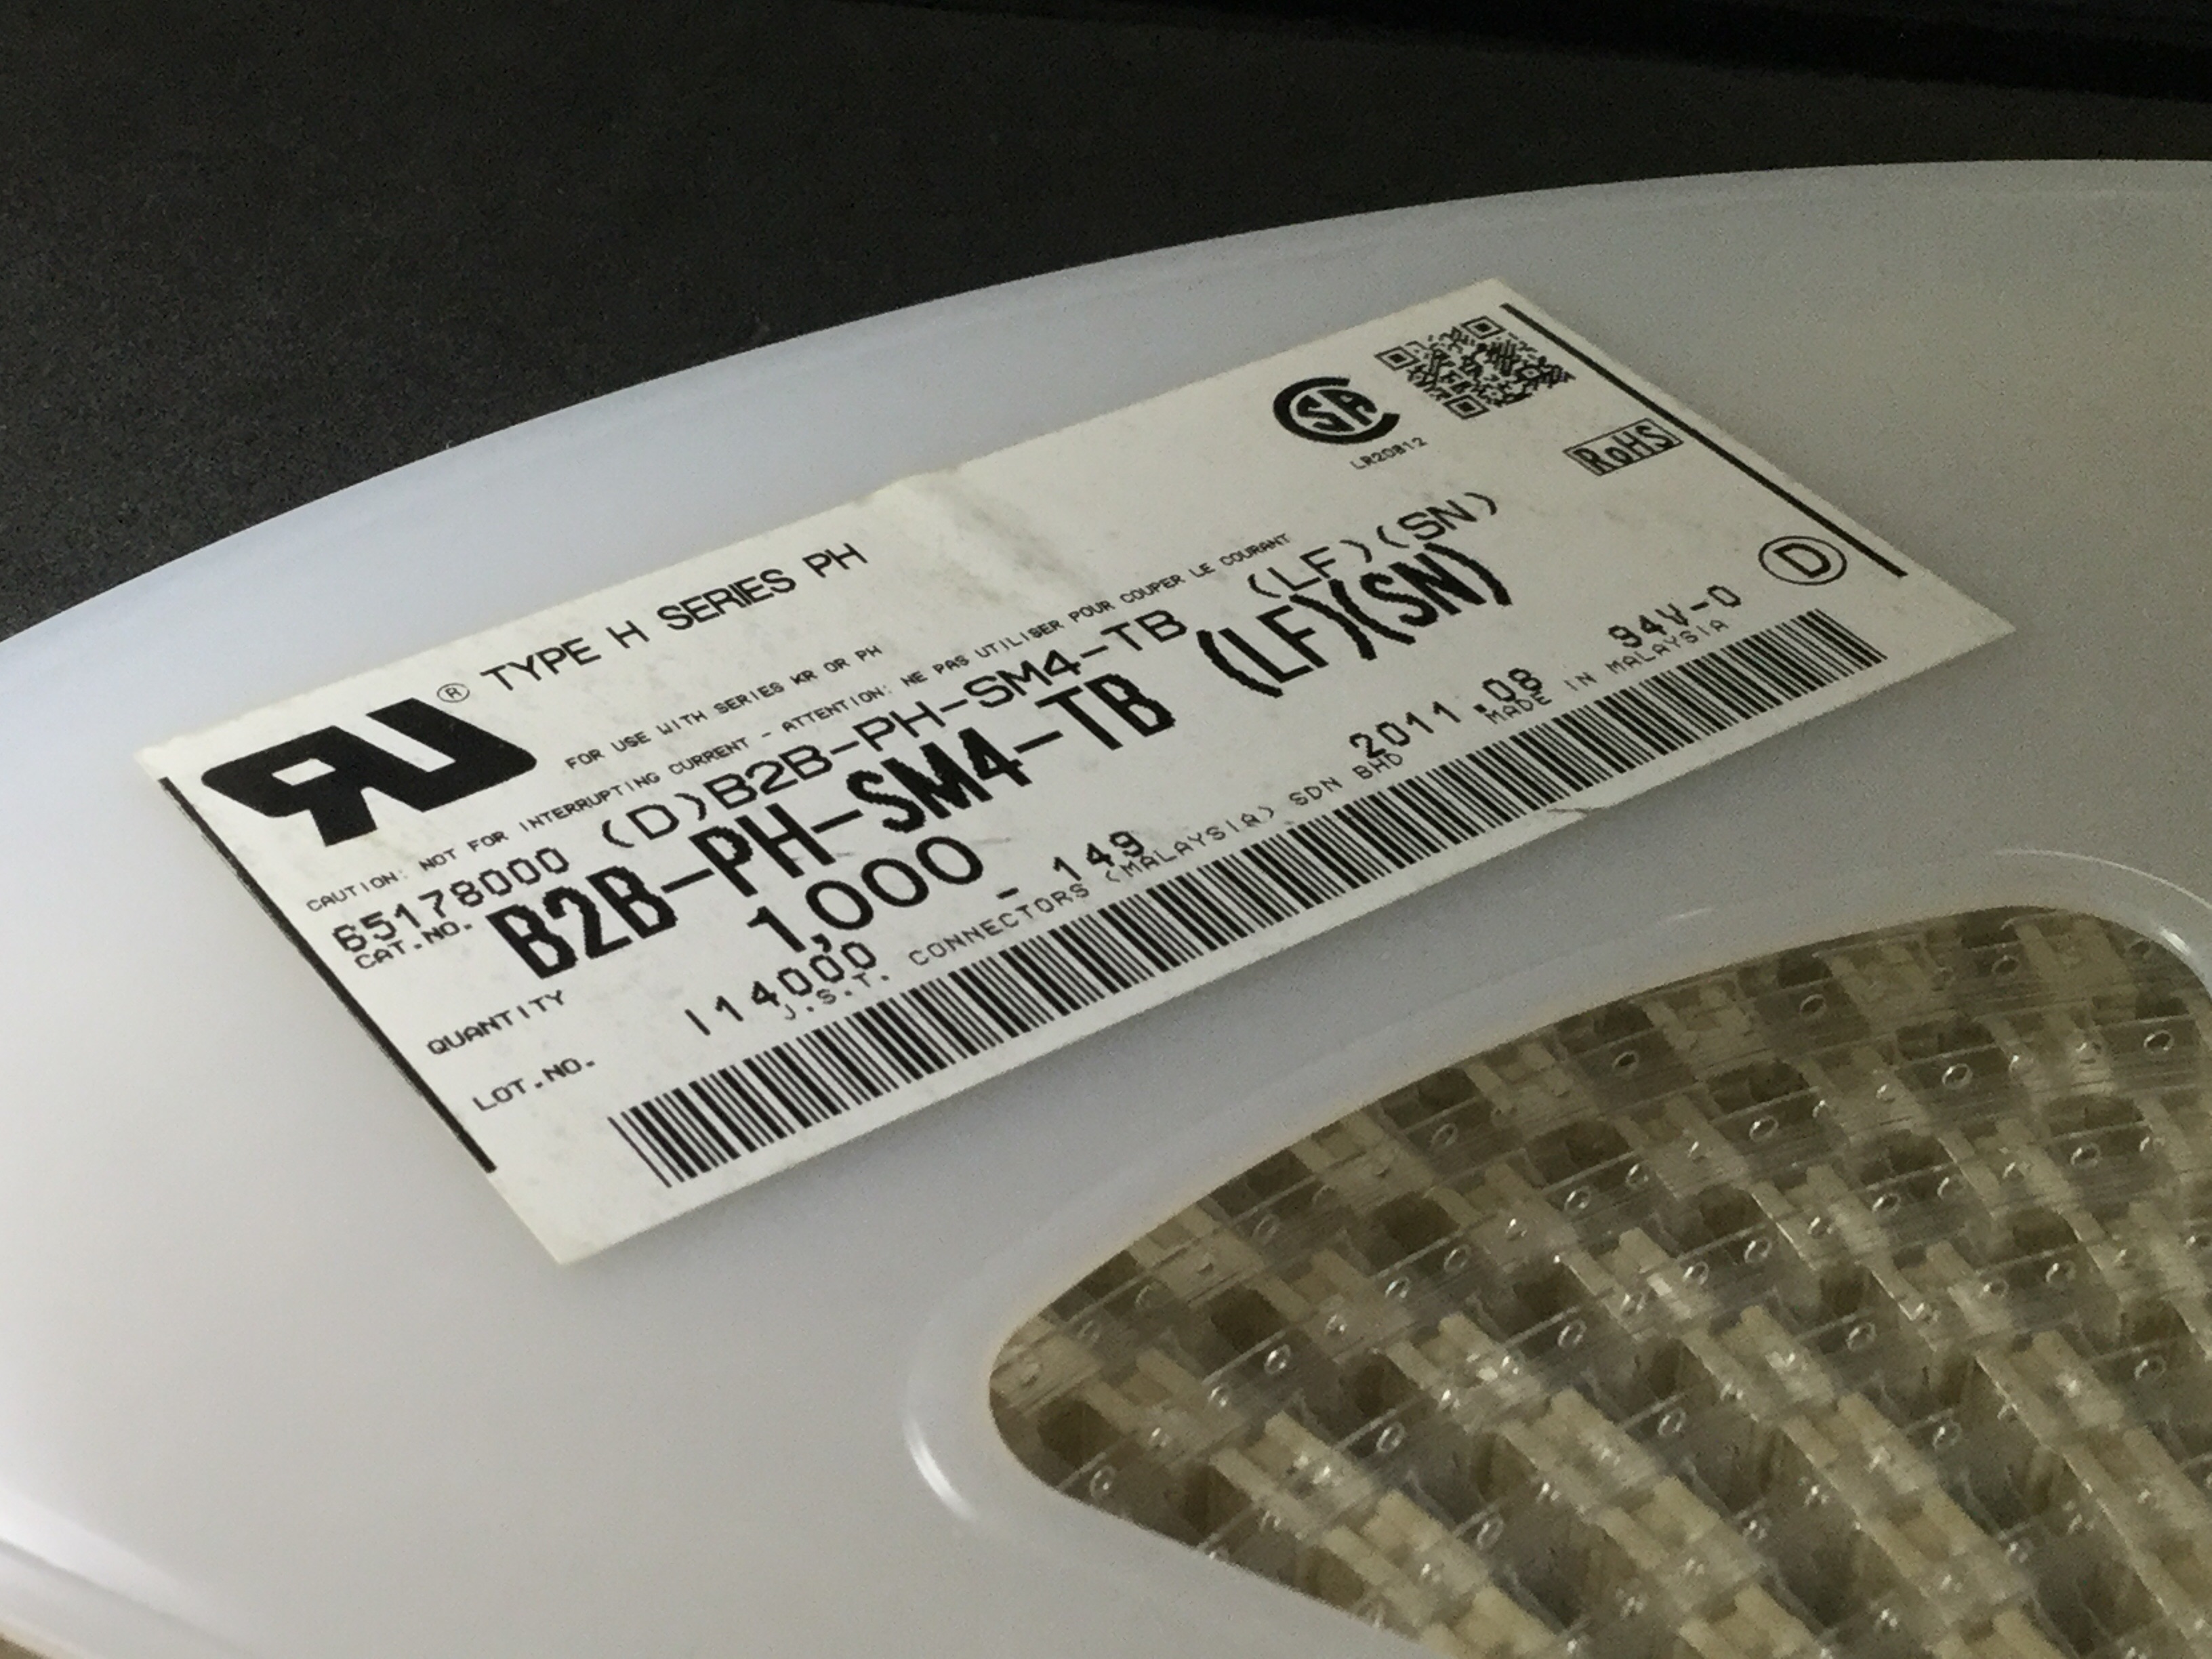 ® TYPE H SERIES PH
CSA
LR20812
RoHS
FOR USE WITH SERIES KR OR PH
CAUTION: NOT FOR INTERRUPTING CURRENT - ATTENTION: NE PAS UTILISER POUR COUPER LE COURANT
65178000 (D)B2B-PH-SM4-TB (LF)(SN)
CAT.NO. B2B-PH-SM4-TB (LF)(SN)
QUANTITY 1,000
LOT.NO. I14000 - 149 2011.08 94V-0 D
J.S.T. CONNECTORS (MALAYSIA) SDN BHD MADE IN MALAYSIA